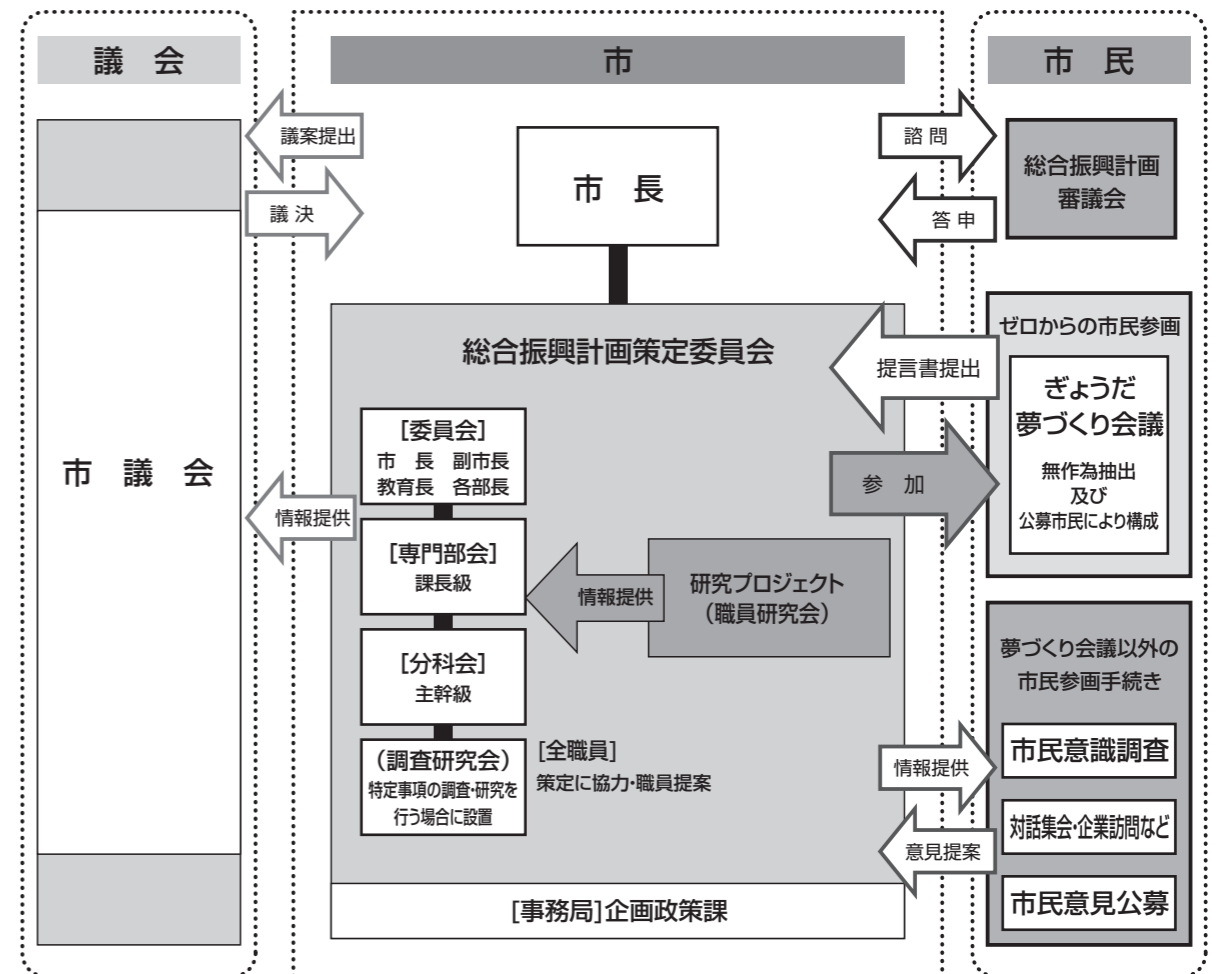 議 会
議案提出
議 決
市 議 会
情報提供
市
市 長
総合振興計画策定委員会
[委員会]
市 長 副市長
教育長 各部長
[専門部会]
課長級
情報提供
研究プロジェクト
(職員研究会)
[分科会]
主幹級
(調査研究会)
特定事項の調査・研究を
行う場合に設置
[全職員]
策定に協力・職員提案
[事務局]企画政策課
市 民
諮 問
答 申
総合振興計画
審議会
提言書提出
参 加
ゼロからの市民参画
ぎょうだ
夢づくり会議
無作為抽出
及び
公募市民により構成
情報提供
意見提案
夢づくり会議以外の
市民参画手続き
市民意識調査
対話集会・企業訪問など
市民意見公募